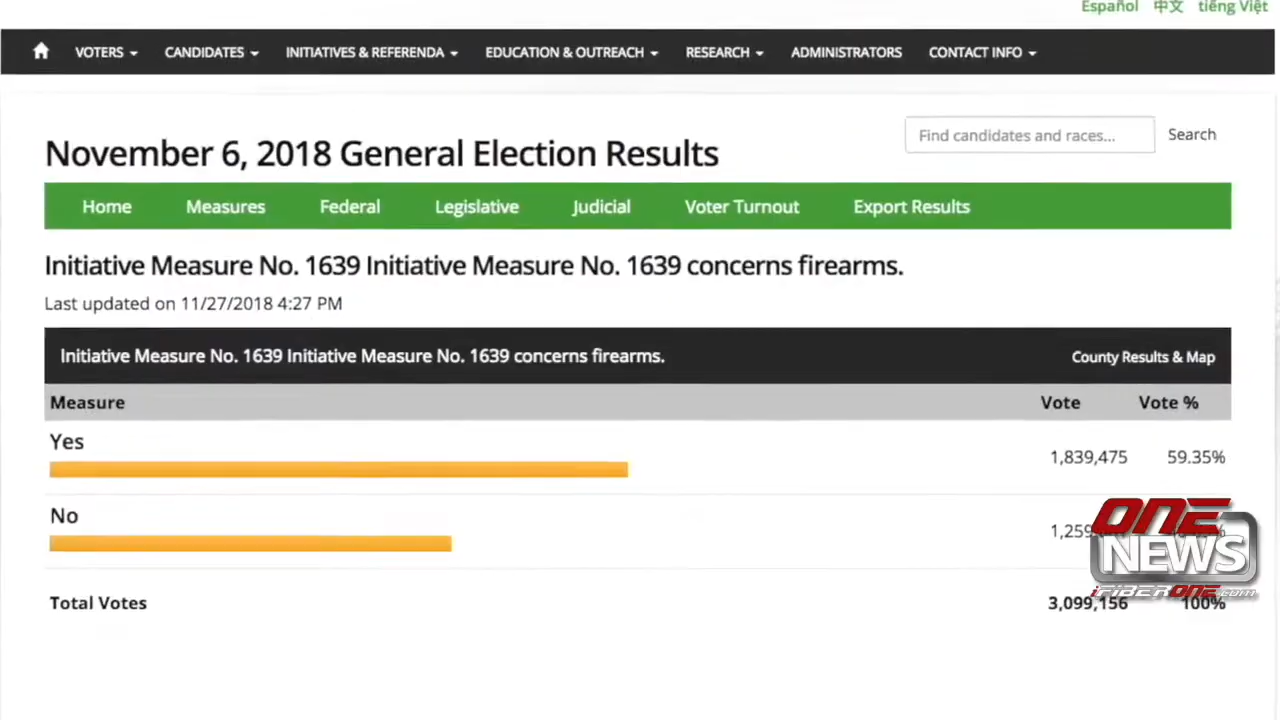 Español 中文 tiếng Việt
VOTERS CANDIDATES INITIATIVES & REFERENDA EDUCATION & OUTREACH RESEARCH ADMINISTRATORS CONTACT INFO
Find candidates and races... Search
November 6, 2018 General Election Results
Home Measures Federal Legislative Judicial Voter Turnout Export Results
Initiative Measure No. 1639 Initiative Measure No. 1639 concerns firearms.
Last updated on 11/27/2018 4:27 PM
Initiative Measure No. 1639 Initiative Measure No. 1639 concerns firearms. County Results & Map
Measure Vote Vote %
Yes
1,839,475 59.35%
No
ONE
NEWS
iFIBERONE.com
Total Votes 3,099,156 100%